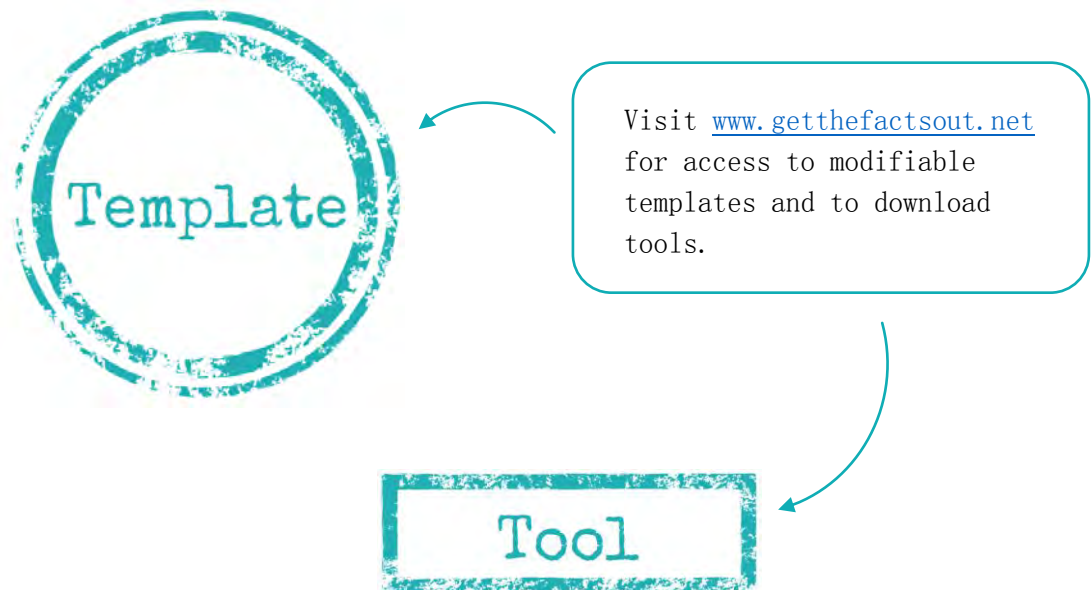 Template
Visit www.getthefactsout.net
for access to modifiable
templates and to download
tools.
Tool